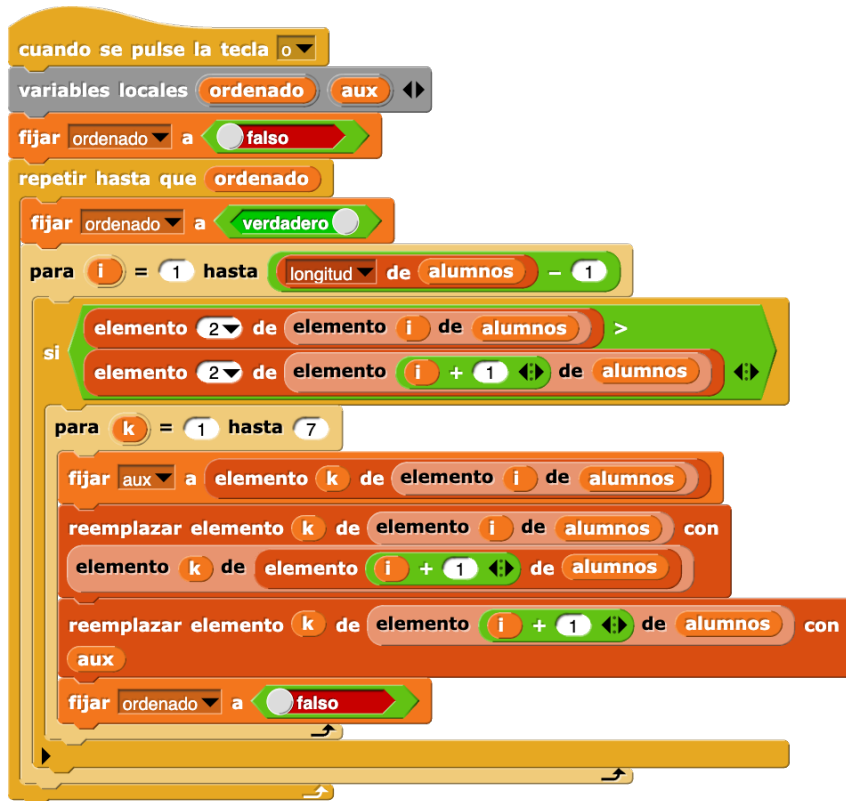 cuando se pulse la tecla o
variables locales ordenado aux
fijar ordenado a falso
repetir hasta que ordenado
fijar ordenado a verdadero
para i = 1 hasta longitud de alumnos - 1
elemento 2 de elemento i de alumnos >
si
elemento 2 de elemento i + 1 de alumnos
para k = 1 hasta 7
fijar aux a elemento k de elemento i de alumnos
reemplazar elemento k de elemento i de alumnos con
elemento k de elemento i + 1 de alumnos
reemplazar elemento k de elemento i + 1 de alumnos con
aux
fijar ordenado a falso